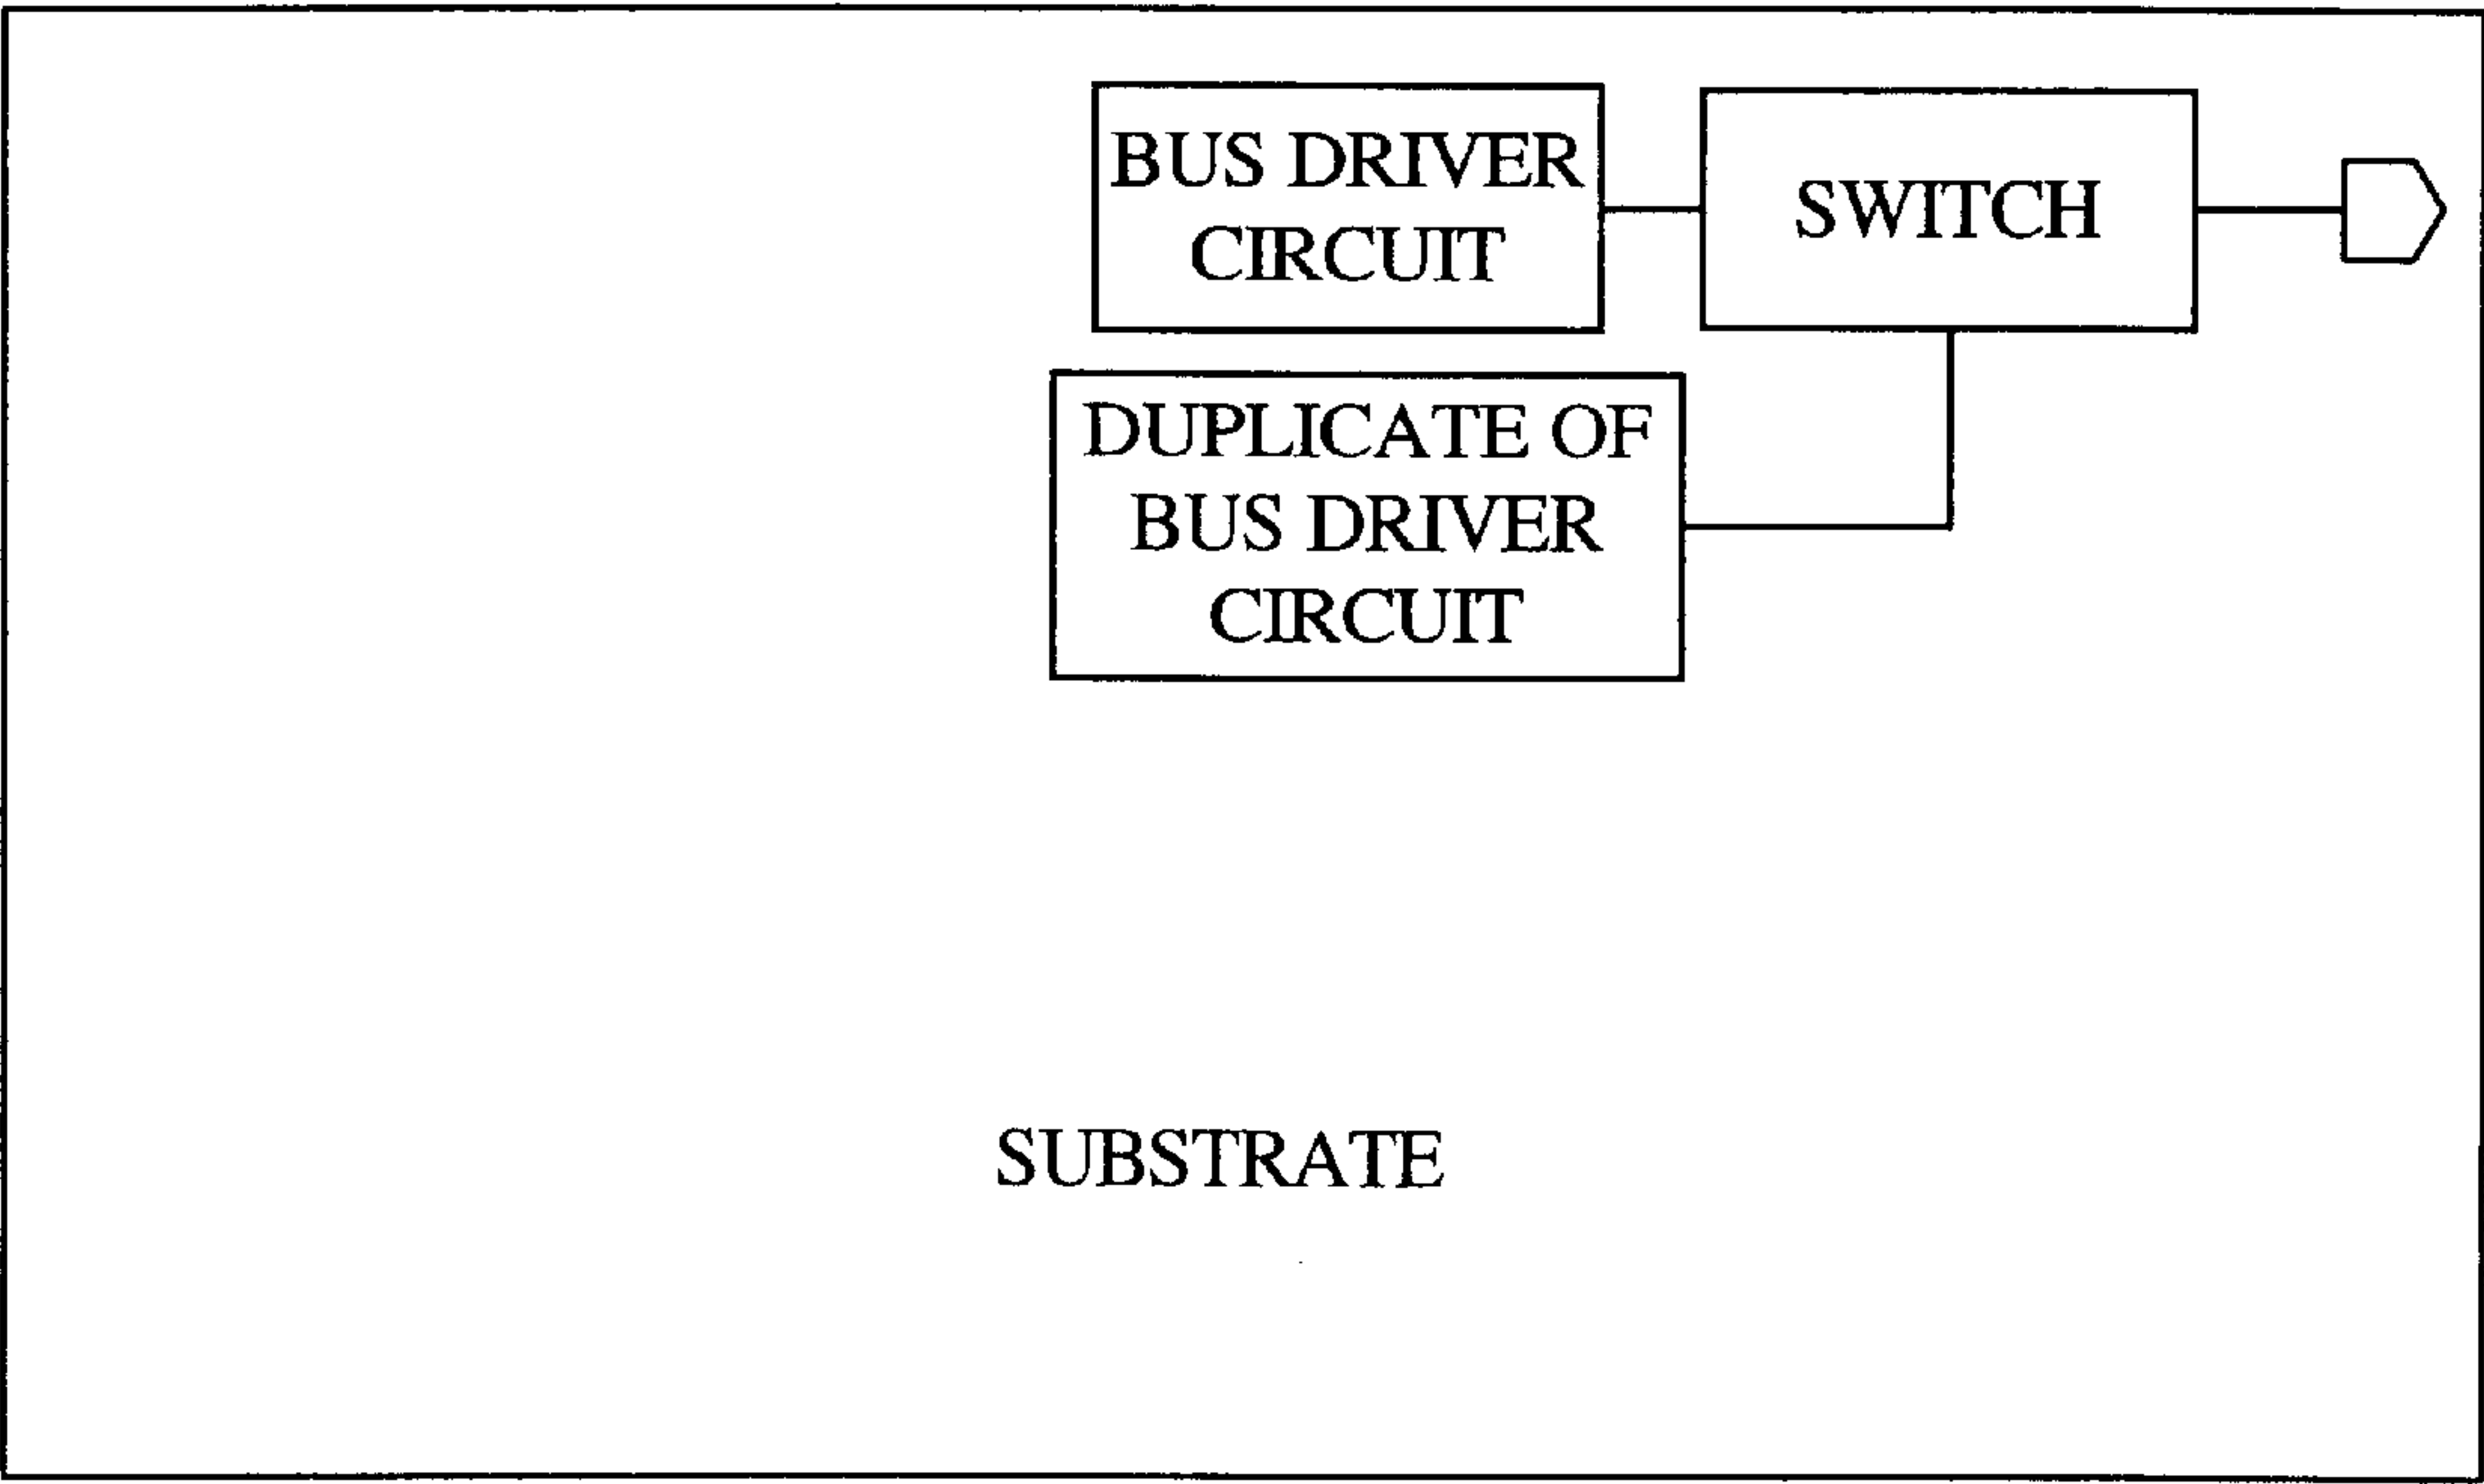 BUS DRIVER
CIRCUIT
SWITCH
DUPLICATE OF
BUS DRIVER
CIRCUIT
SUBSTRATE